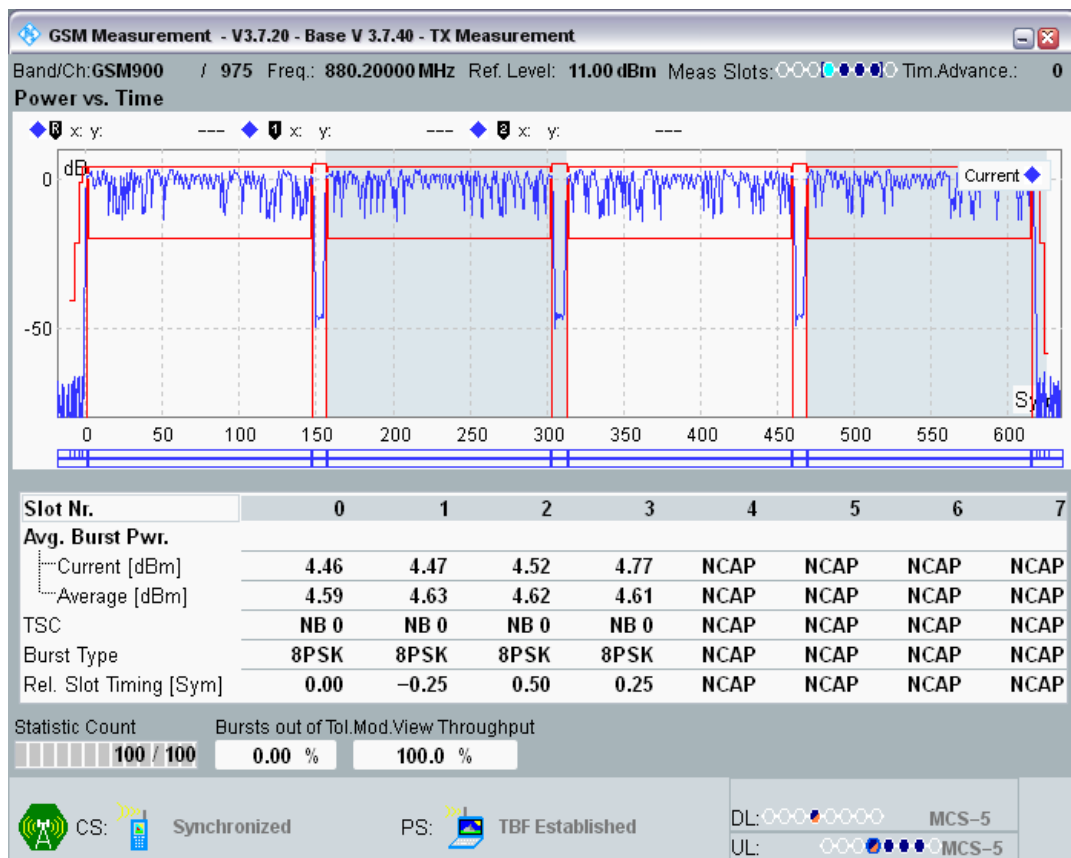 GSM Measurement - V3.7.20 - Base V 3.7.40 - TX Measurement
Band/Ch:GSM900 / 975 Freq.: 880.20000 MHz Ref. Level: 11.00 dBm Meas Slots: Tim.Advance.: 0
Power vs. Time
R x: y: --- 1 x: y: --- 2 x: y: ---
dB
Current
0
-50
0 50 100 150 200 250 300 350 400 450 500 550 600
Slot Nr. 0 1 2 3 4 5 6 7
Avg. Burst Pwr.
Current [dBm] 4.46 4.47 4.52 4.77 NCAP NCAP NCAP NCAP
Average [dBm] 4.59 4.63 4.62 4.61 NCAP NCAP NCAP NCAP
TSC NB 0 NB 0 NB 0 NB 0 NCAP NCAP NCAP NCAP
Burst Type 8PSK 8PSK 8PSK 8PSK NCAP NCAP NCAP NCAP
Rel. Slot Timing [Sym] 0.00 −0.25 0.50 0.25 NCAP NCAP NCAP NCAP
Statistic Count Bursts out of Tol.Mod.View Throughput
100 / 100 0.00 % 100.0 %
CS: Synchronized PS: TBF Established
DL: MCS−5
UL: MCS−5